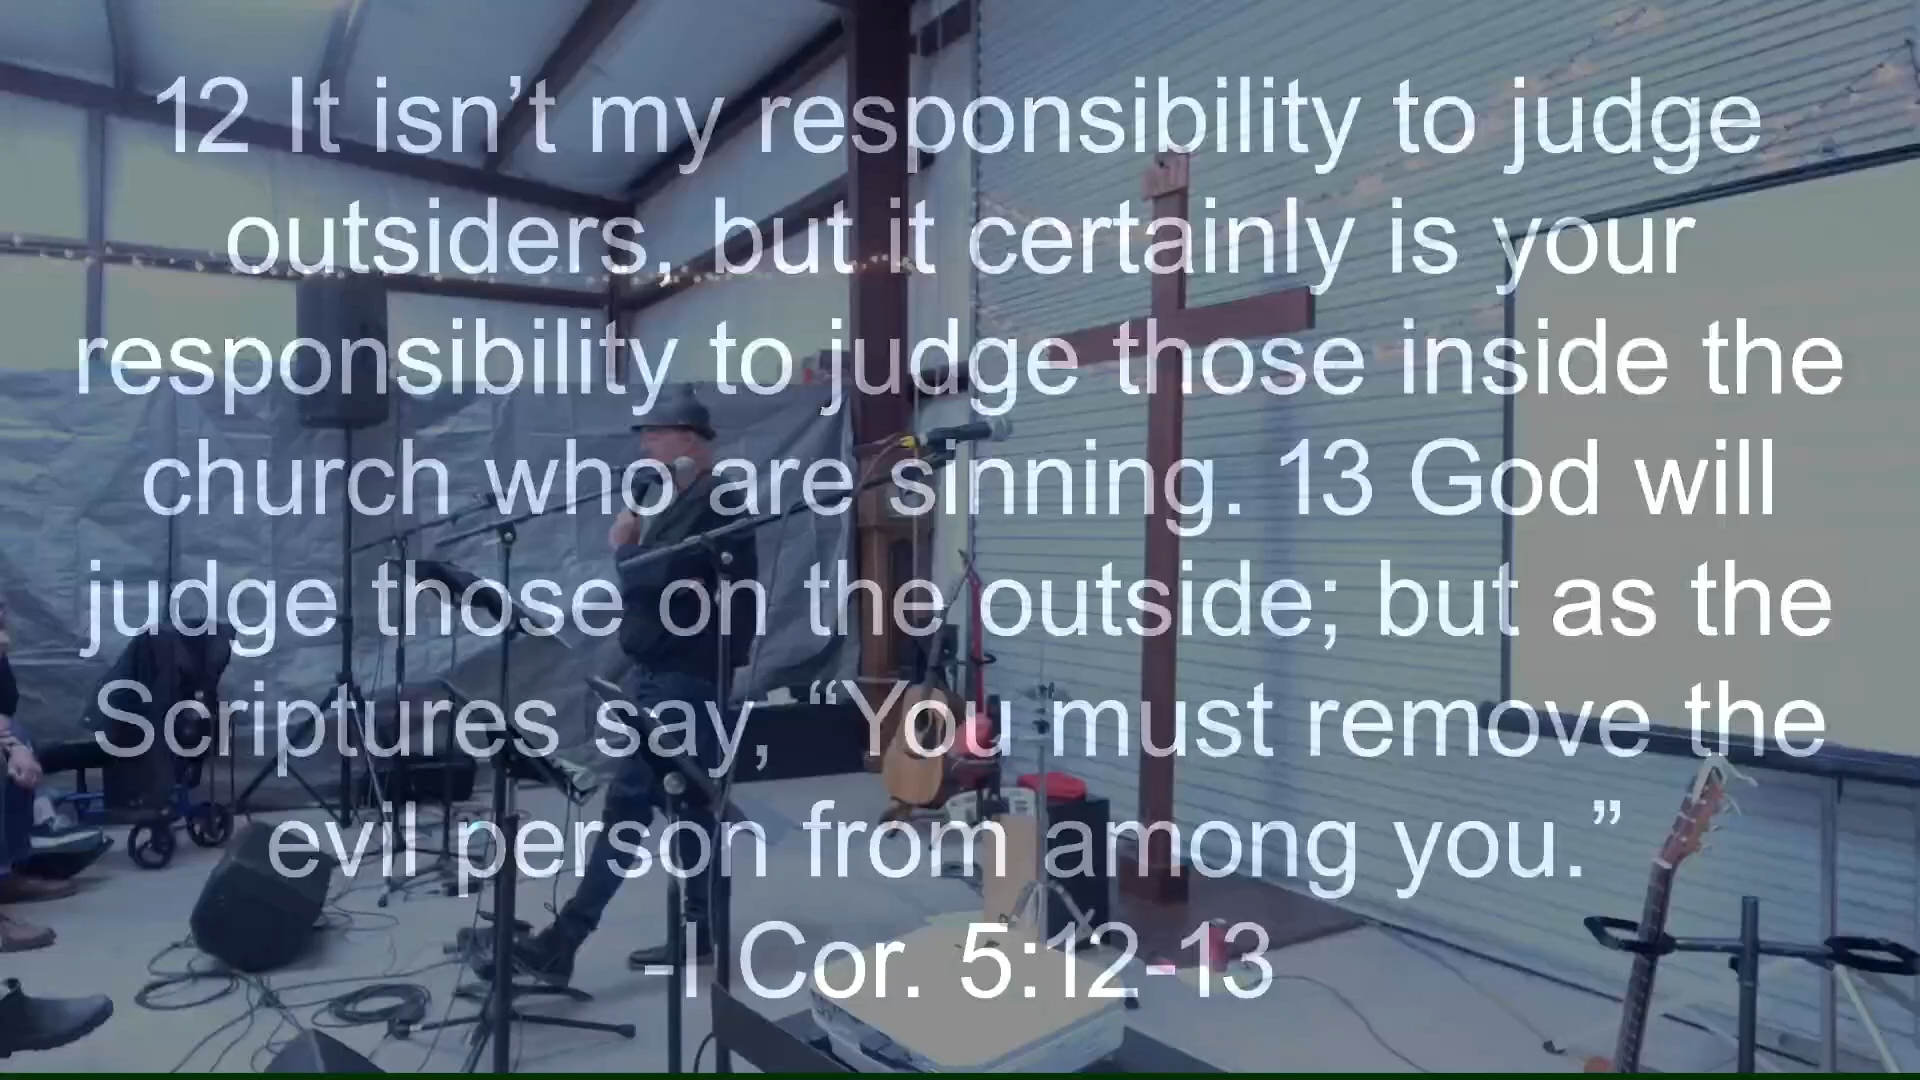 12 It isn’t my responsibility to judge
outsiders, but it certainly is your
responsibility to judge those inside the
church who are sinning. 13 God will
judge those on the outside; but as the
Scriptures say, “You must remove the
evil person from among you.”
-I Cor. 5:12-13